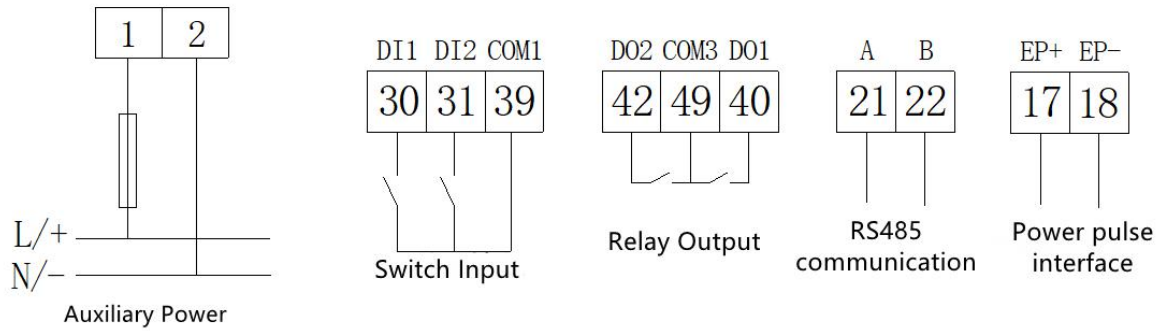 1 2
L/+
N/-
Auxiliary Power
DI1 DI2 COM1
30 31 39
Switch Input
DO2 COM3 DO1
42 49 40
Relay Output
A B
21 22
RS485
communication
EP+ EP-
17 18
Power pulse
interface